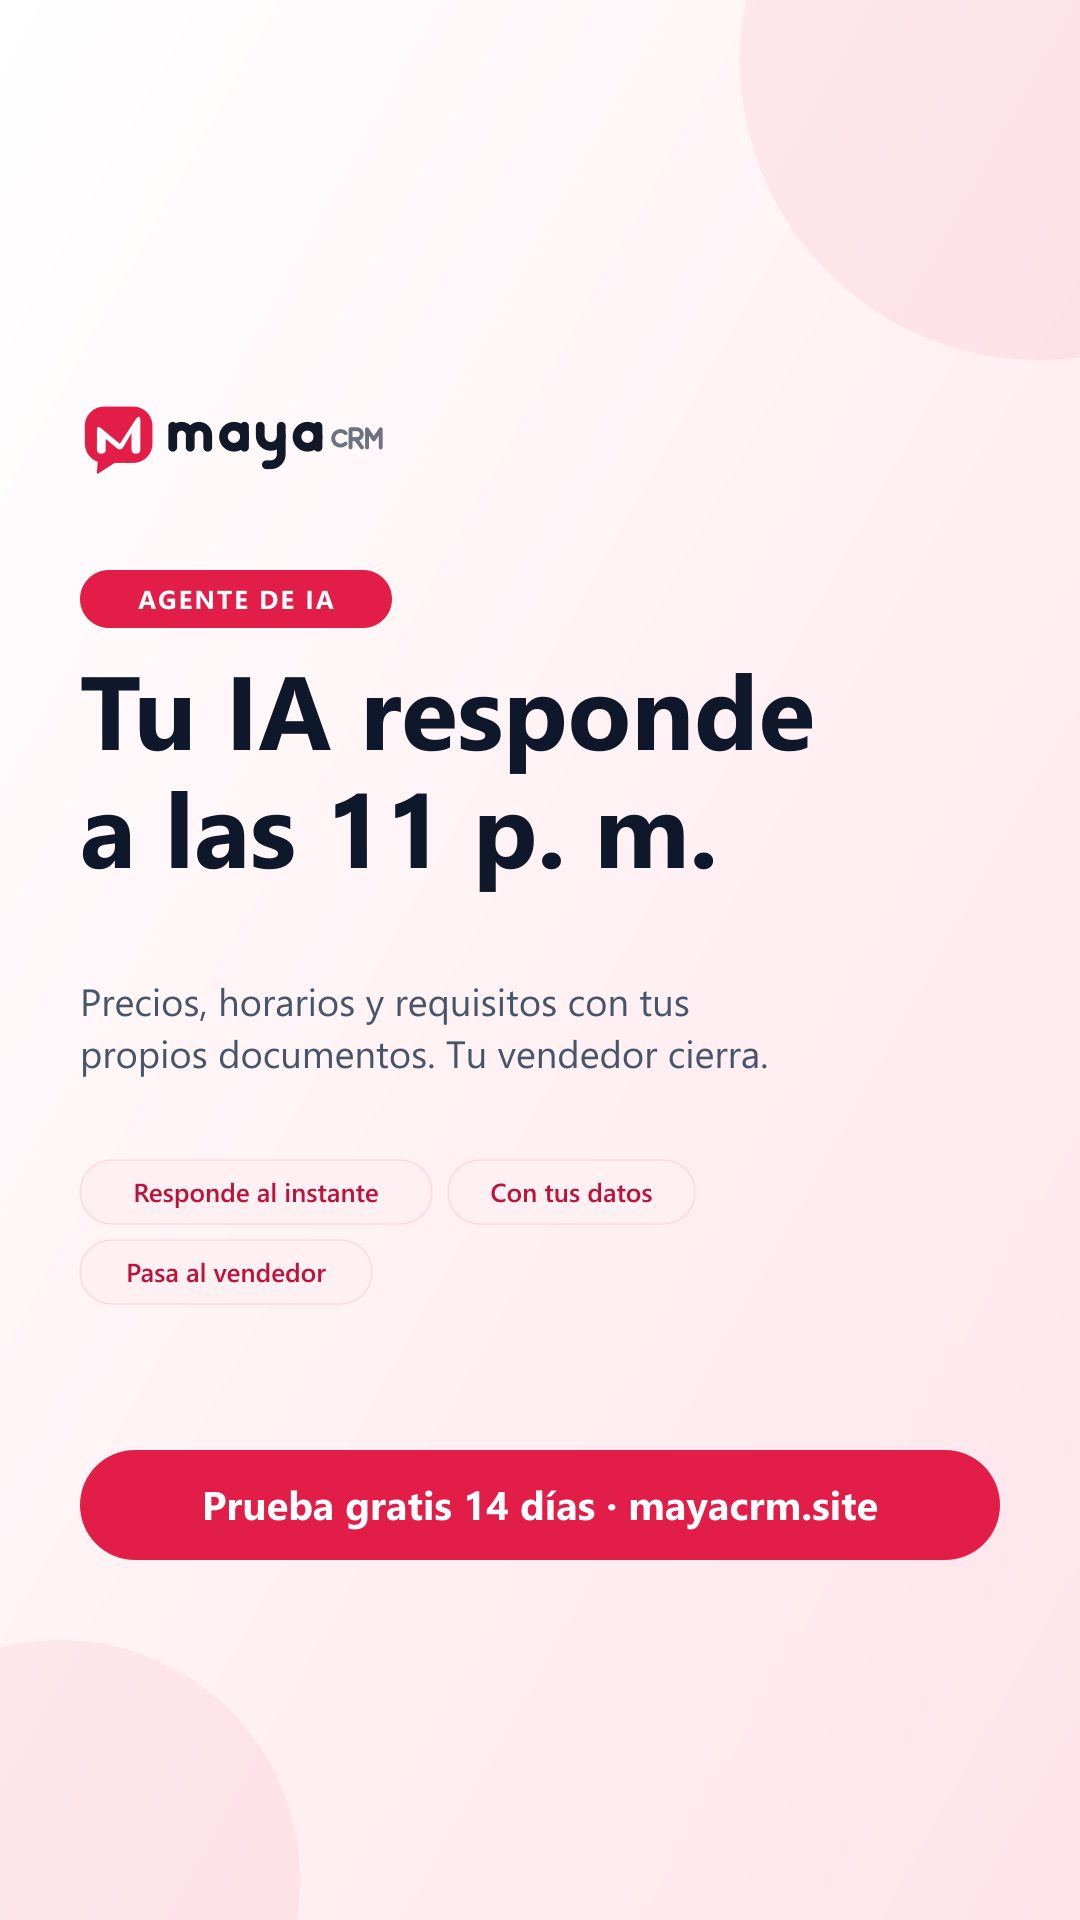 maya CRM
AGENTE DE IA
Tu IA responde
a las 11 p. m.
Precios, horarios y requisitos con tus
propios documentos. Tu vendedor cierra.
Responde al instante
Con tus datos
Pasa al vendedor
Prueba gratis 14 días · mayacrm.site